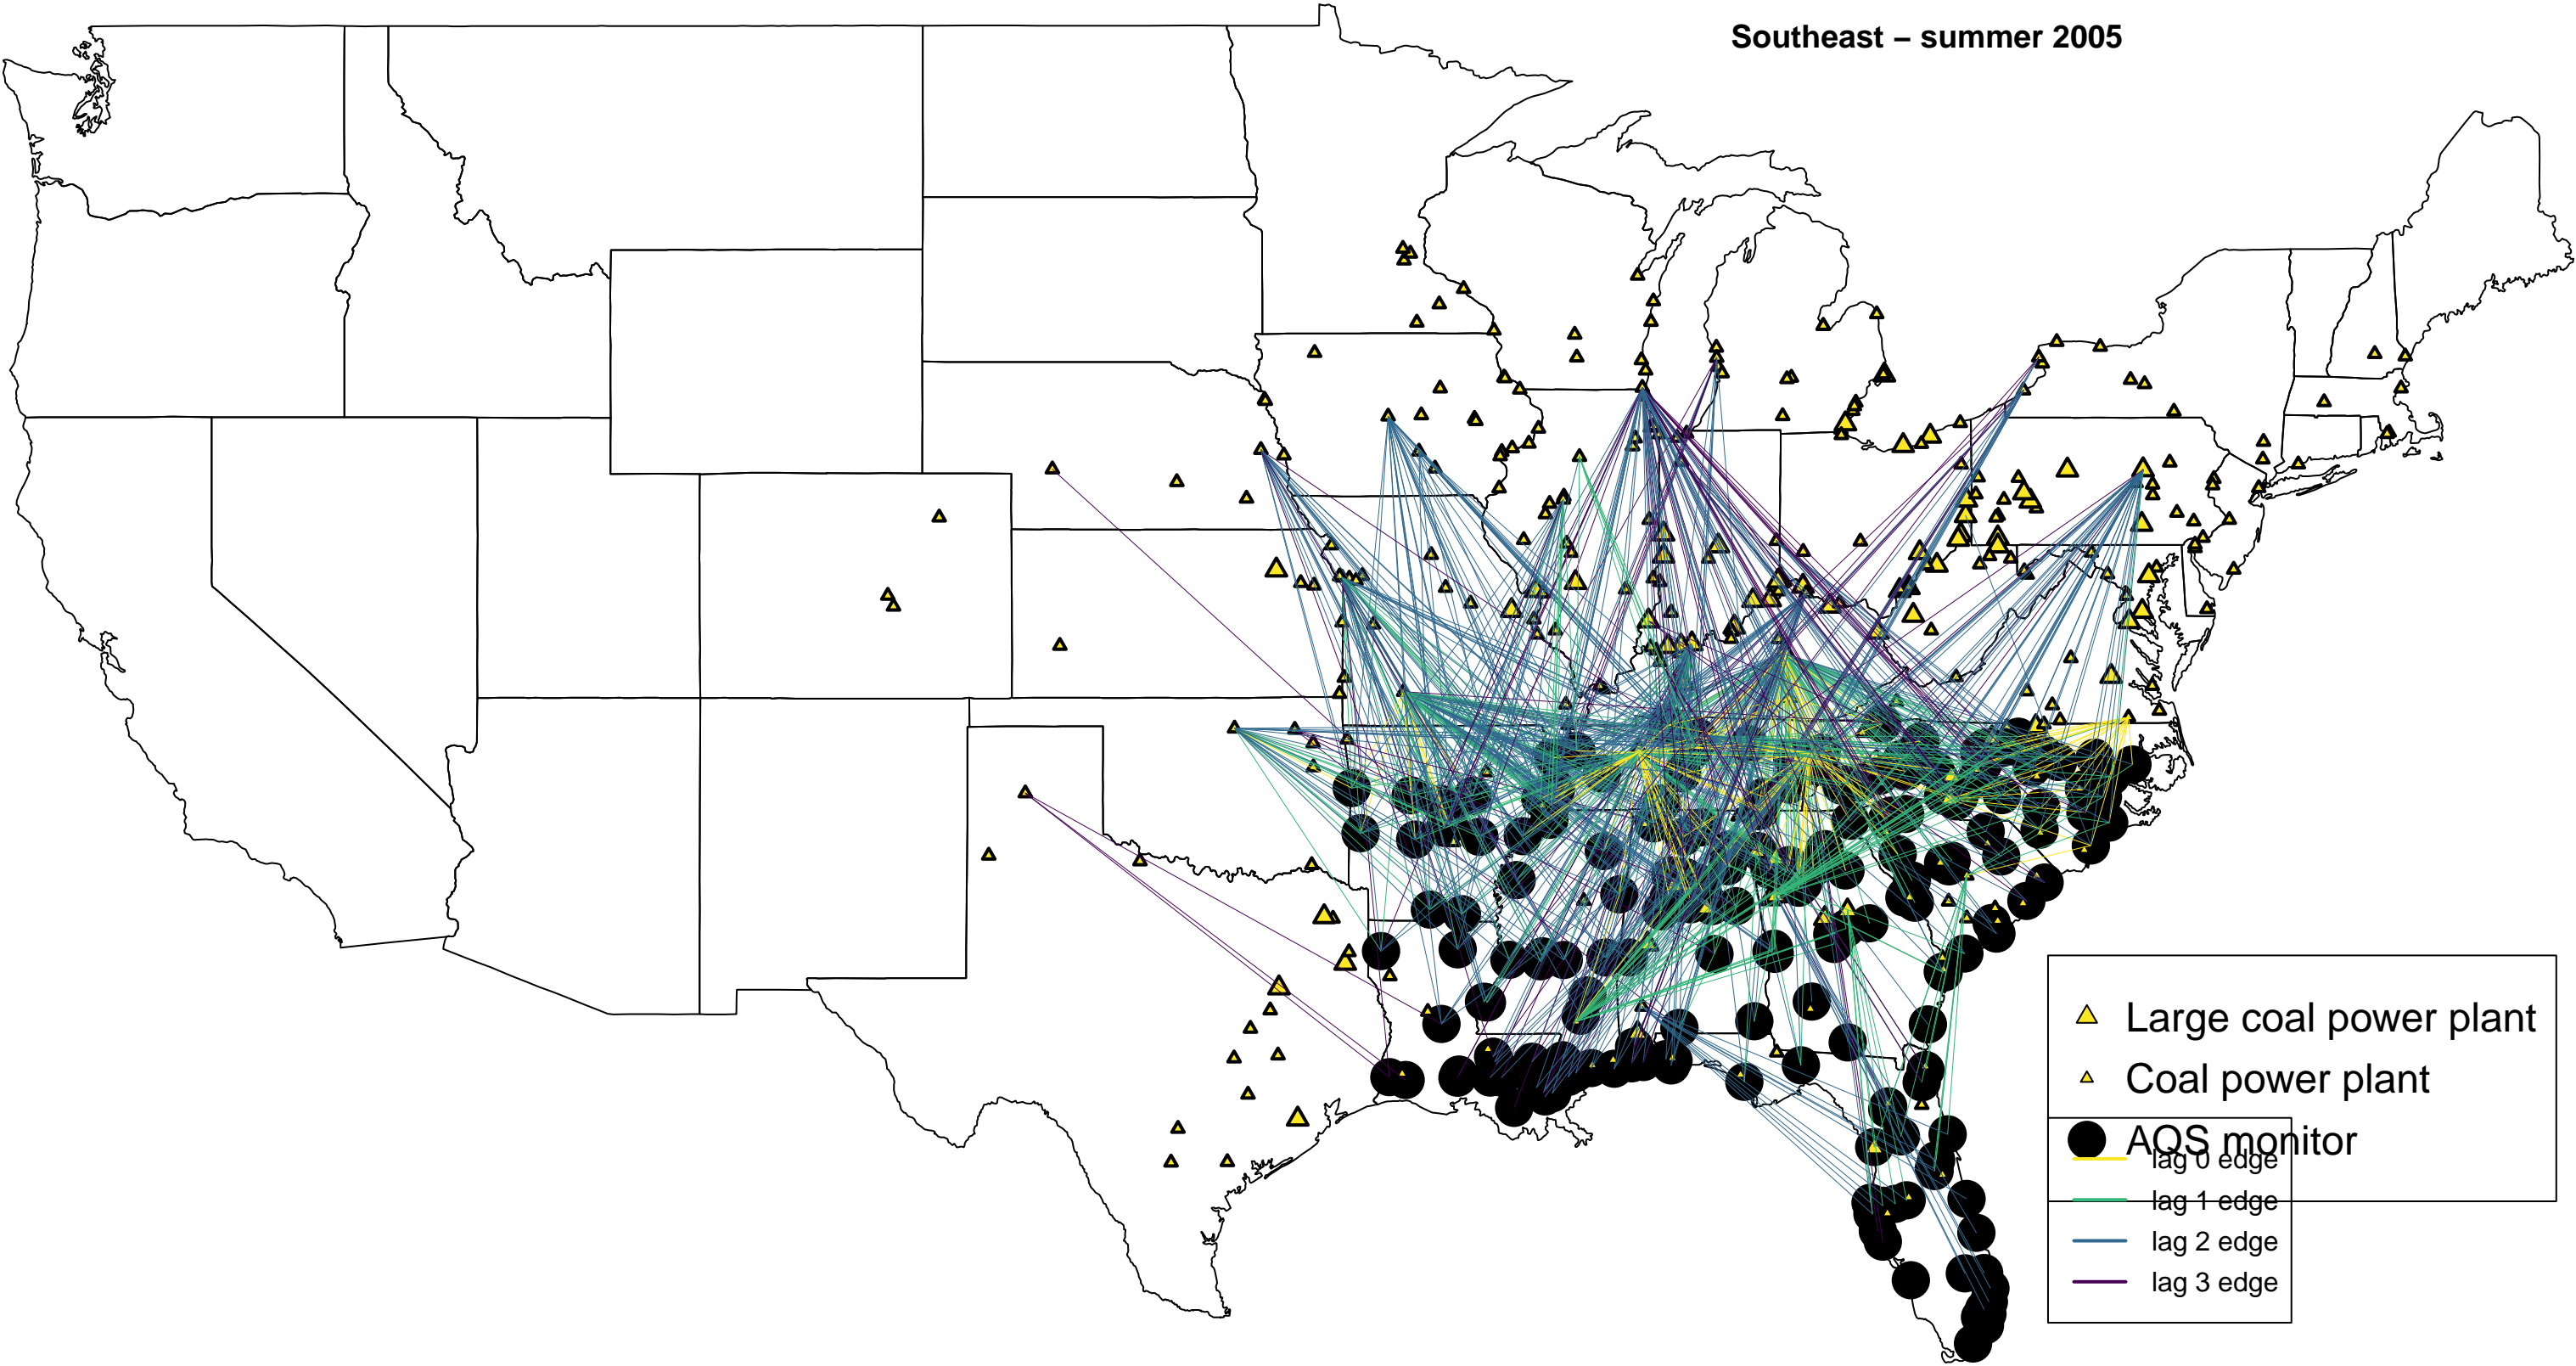 Southeast – summer 2005
Large coal power plant
Coal power plant
AQS monitor
lag 0 edge
lag 1 edge
lag 2 edge
lag 3 edge